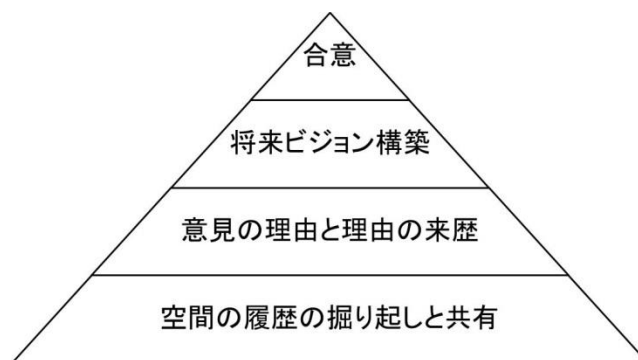 合意
将来ビジョン構築
意見の理由と理由の来歴
空間の履歴の掘り起しと共有